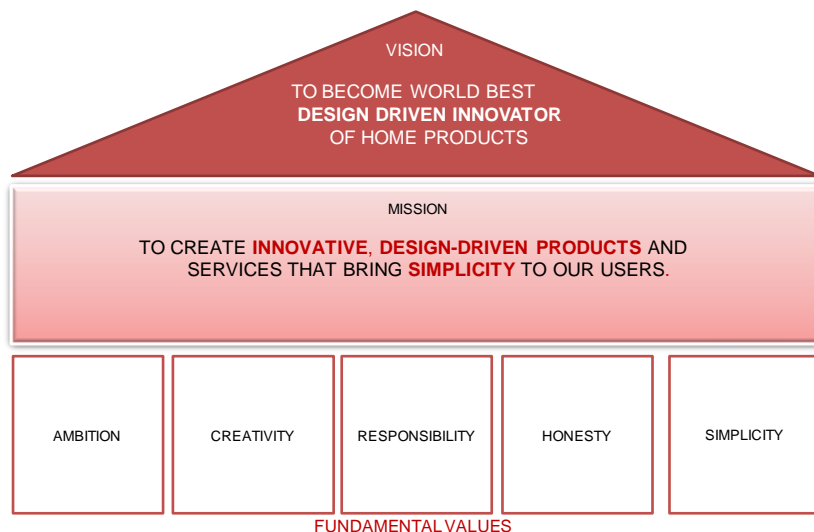 VISION
TO BECOME WORLD BEST
DESIGN DRIVEN INNOVATOR
OF HOME PRODUCTS
MISSION
TO CREATE INNOVATIVE, DESIGN-DRIVEN PRODUCTS AND
SERVICES THAT BRING SIMPLICITY TO OUR USERS.
AMBITION
CREATIVITY
RESPONSIBILITY
HONESTY
SIMPLICITY
FUNDAMENTAL VALUES